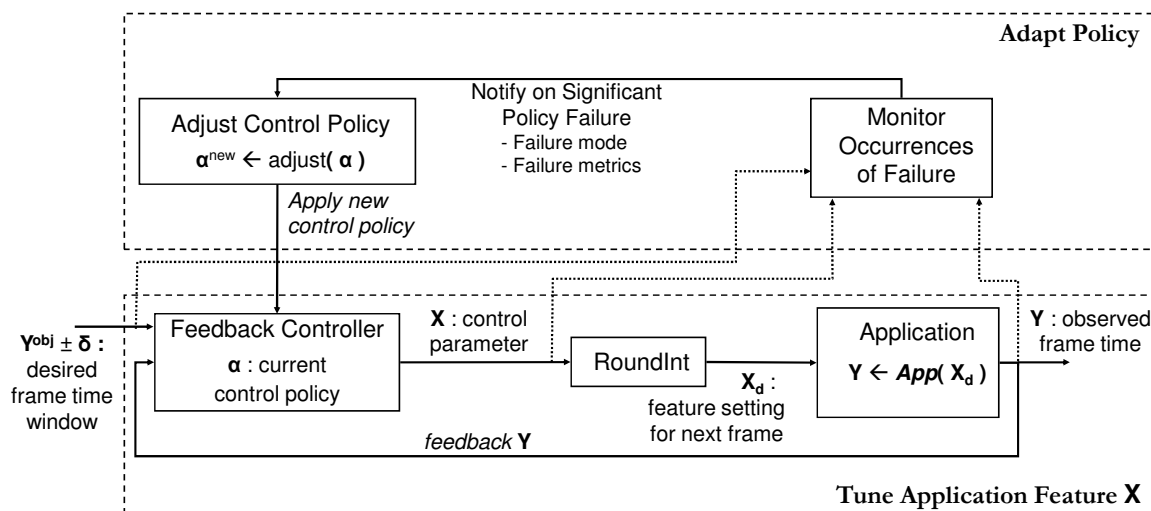 Adapt Policy
Notify on Significant
Policy Failure
- Failure mode
- Failure metrics
Adjust Control Policy
α^new ← adjust( α )
Monitor
Occurrences
of Failure
Apply new
control policy
Y^obj ± δ :
desired
frame time
window
Feedback Controller
α : current
control policy
X : control
parameter
RoundInt
X_d :
feature setting
for next frame
Application
Y ← App( X_d )
Y : observed
frame time
feedback Y
Tune Application Feature X